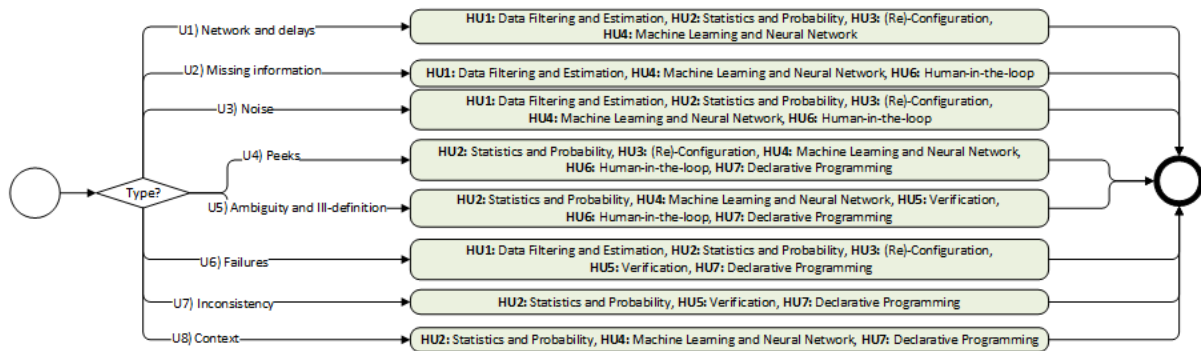 U1) Network and delays
HU1: Data Filtering and Estimation, HU2: Statistics and Probability, HU3: (Re)-Configuration,
HU4: Machine Learning and Neural Network
U2) Missing information
HU1: Data Filtering and Estimation, HU4: Machine Learning and Neural Network, HU6: Human-in-the-loop
U3) Noise
HU1: Data Filtering and Estimation, HU2: Statistics and Probability, HU3: (Re)-Configuration,
HU4: Machine Learning and Neural Network, HU6: Human-in-the-loop
U4) Peeks
HU2: Statistics and Probability, HU3: (Re)-Configuration, HU4: Machine Learning and Neural Network,
HU6: Human-in-the-loop, HU7: Declarative Programming
Type?
U5) Ambiguity and Ill-definition
HU2: Statistics and Probability, HU4: Machine Learning and Neural Network, HU5: Verification,
HU6: Human-in-the-loop, HU7: Declarative Programming
U6) Failures
HU1: Data Filtering and Estimation, HU2: Statistics and Probability, HU3: (Re)-Configuration,
HU5: Verification, HU7: Declarative Programming
U7) Inconsistency
HU2: Statistics and Probability, HU5: Verification, HU7: Declarative Programming
U8) Context
HU2: Statistics and Probability, HU4: Machine Learning and Neural Network, HU7: Declarative Programming